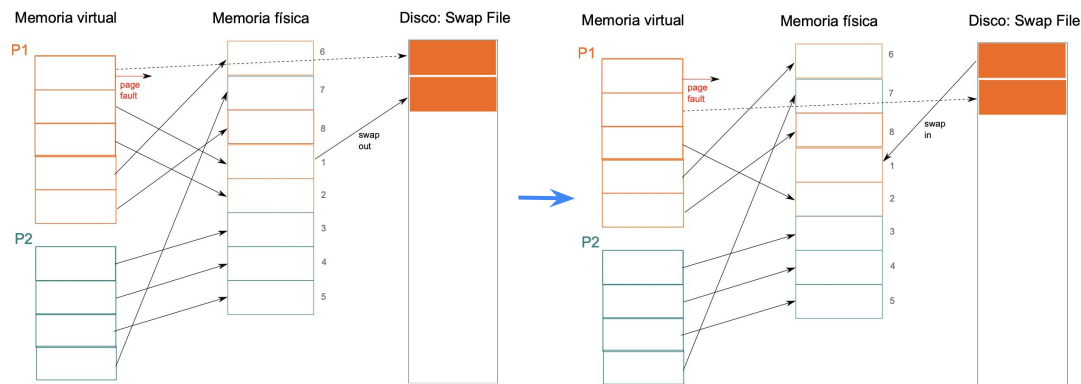 Memoria virtual
Memoria física
Disco: Swap File
P1
page
fault
swap
out
6
7
8
1
2
3
4
5
P2
Memoria virtual
Memoria física
Disco: Swap File
P1
page
fault
swap
in
6
7
8
1
2
3
4
5
P2